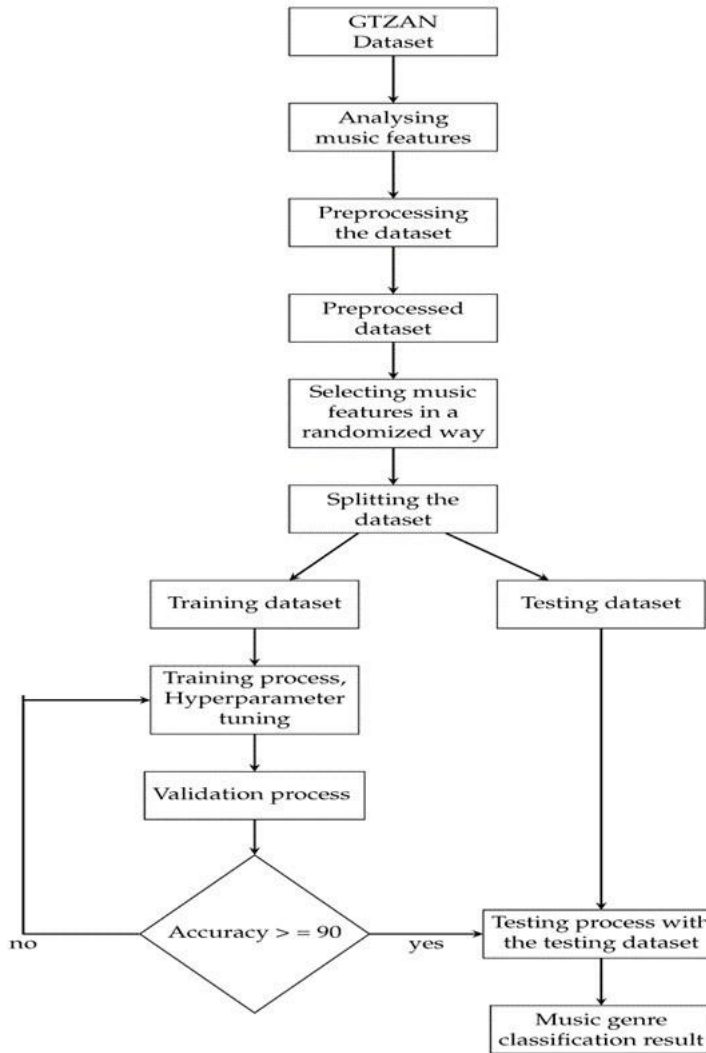 GTZAN
Dataset
Analysing
music features
Preprocessing
the dataset
Preprocessed
dataset
Selecting music
features in a
randomized way
Splitting the
dataset
Training dataset
Testing dataset
Training process,
Hyperparameter
tuning
Validation process
Accuracy > = 90
no
yes
Testing process with
the testing dataset
Music genre
classification result